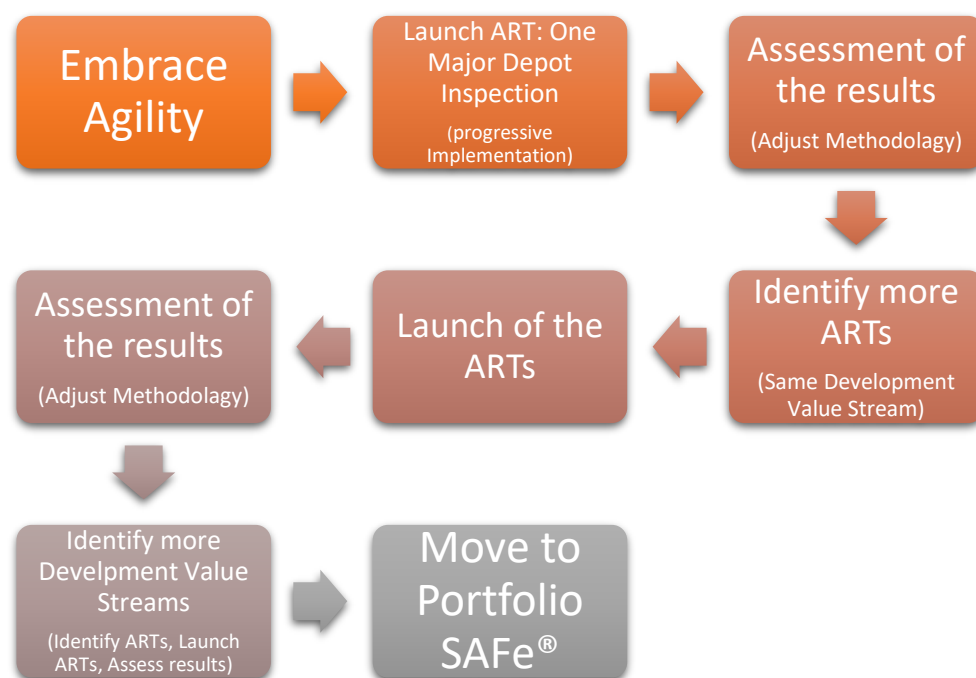 Embrace
Agility
Launch ART: One
Major Depot
Inspection
(progressive
Implementation)
Assessment of
the results
(Adjust Methodolagy)
Identify more
ARTs
(Same Development
Value Stream)
Launch of the
ARTs
Assessment of
the results
(Adjust Methodolagy)
Identify more
Develpment Value
Streams
(Identify ARTs, Launch
ARTs, Assess results)
Move to
Portfolio
SAFe®